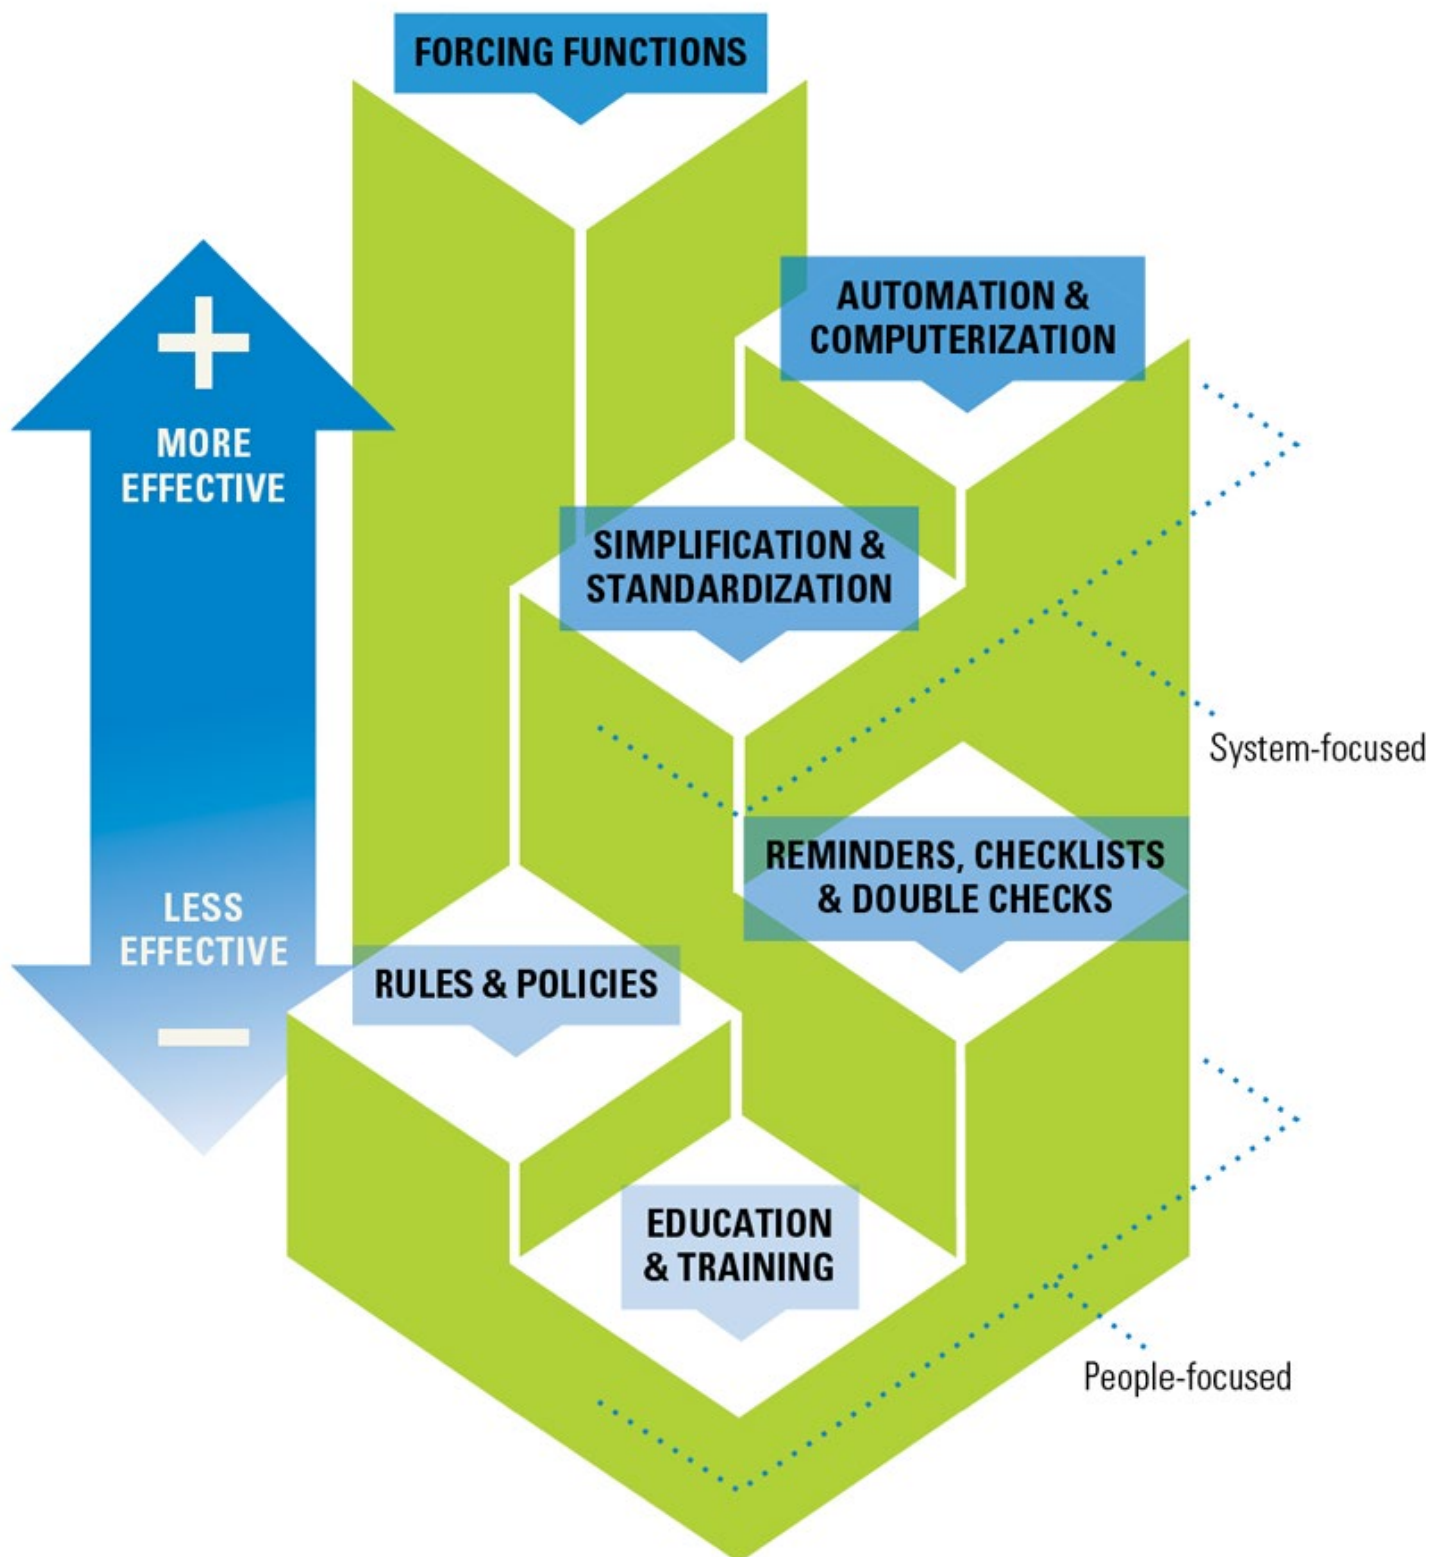 FORCING FUNCTIONS
AUTOMATION &
COMPUTERIZATION
+
MORE
EFFECTIVE
SIMPLIFICATION &
STANDARDIZATION
System-focused
REMINDERS, CHECKLISTS
& DOUBLE CHECKS
LESS
EFFECTIVE
−
RULES & POLICIES
EDUCATION
& TRAINING
People-focused